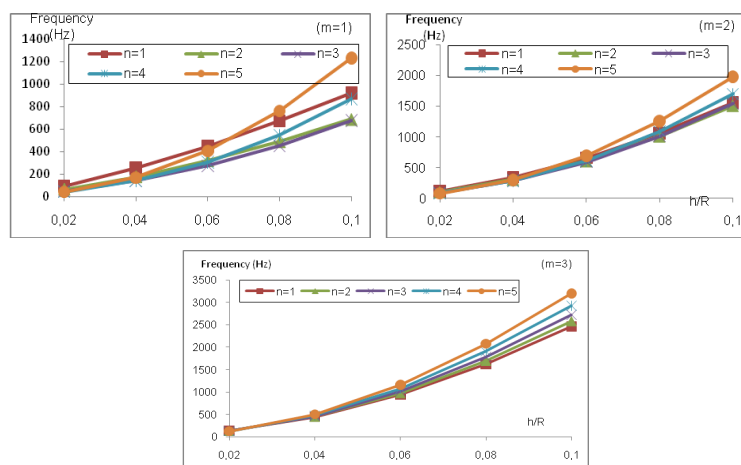 Frequency
(Hz)
(m=1)
1400
1200
1000
800
600
400
200
0
n=1 n=2 n=3
n=4 n=5
0,02 0,04 0,06 0,08 0,1
Frequency
(Hz)
(m=2)
2500
2000
1500
1000
500
0
n=1 n=2 n=3
n=4 n=5
h/R
0,02 0,04 0,06 0,08 0,1
Frequency (Hz)
(m=3)
3500
3000
2500
2000
1500
1000
500
0
n=1 n=2 n=3 n=4 n=5
h/R
0,02 0,04 0,06 0,08 0,1